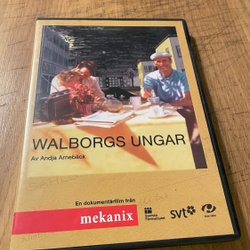 WALBORGS UNGAR
Av Andja Arnebäck
En dokumentärfilm från
mekanix
svt